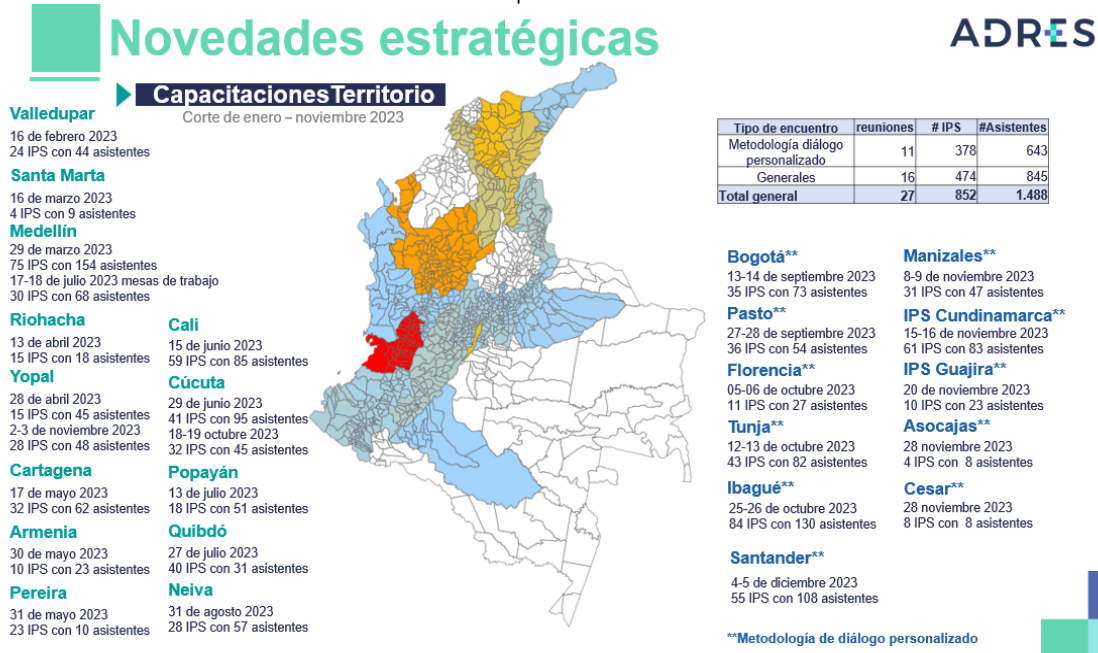 Novedades estratégicas
ADRES
CapacitacionesTerritorio
Corte de enero – noviembre 2023
Valledupar
16 de febrero 2023
24 IPS con 44 asistentes
Santa Marta
16 de marzo 2023
4 IPS con 9 asistentes
Medellín
29 de marzo 2023
75 IPS con 154 asistentes
17-18 de julio 2023 mesas de trabajo
30 IPS con 68 asistentes
Riohacha
13 de abril 2023
15 IPS con 18 asistentes
Yopal
28 de abril 2023
15 IPS con 45 asistentes
2-3 de noviembre 2023
28 IPS con 48 asistentes
Cartagena
17 de mayo 2023
32 IPS con 62 asistentes
Armenia
30 de mayo 2023
10 IPS con 23 asistentes
Pereira
31 de mayo 2023
23 IPS con 10 asistentes
Cali
15 de junio 2023
59 IPS con 85 asistentes
Cúcuta
29 de junio 2023
41 IPS con 95 asistentes
18-19 octubre 2023
32 IPS con 45 asistentes
Popayán
13 de julio 2023
18 IPS con 51 asistentes
Quibdó
27 de julio 2023
40 IPS con 31 asistentes
Neiva
31 de agosto 2023
28 IPS con 57 asistentes
Tipo de encuentro reuniones # IPS #Asistentes
Metodología diálogo
personalizado 11 378 643
Generales 16 474 845
Total general 27 852 1.488
Bogotá**
13-14 de septiembre 2023
35 IPS con 73 asistentes
Pasto**
27-28 de septiembre 2023
36 IPS con 54 asistentes
Florencia**
05-06 de octubre 2023
11 IPS con 27 asistentes
Tunja**
12-13 de octubre 2023
43 IPS con 82 asistentes
Ibagué**
25-26 de octubre 2023
84 IPS con 130 asistentes
Santander**
4-5 de diciembre 2023
55 IPS con 108 asistentes
Manizales**
8-9 de noviembre 2023
31 IPS con 47 asistentes
IPS Cundinamarca**
15-16 de noviembre 2023
61 IPS con 83 asistentes
IPS Guajira**
20 de noviembre 2023
10 IPS con 23 asistentes
Asocajas**
28 noviembre 2023
4 IPS con 8 asistentes
Cesar**
28 noviembre 2023
8 IPS con 8 asistentes
**Metodología de diálogo personalizado